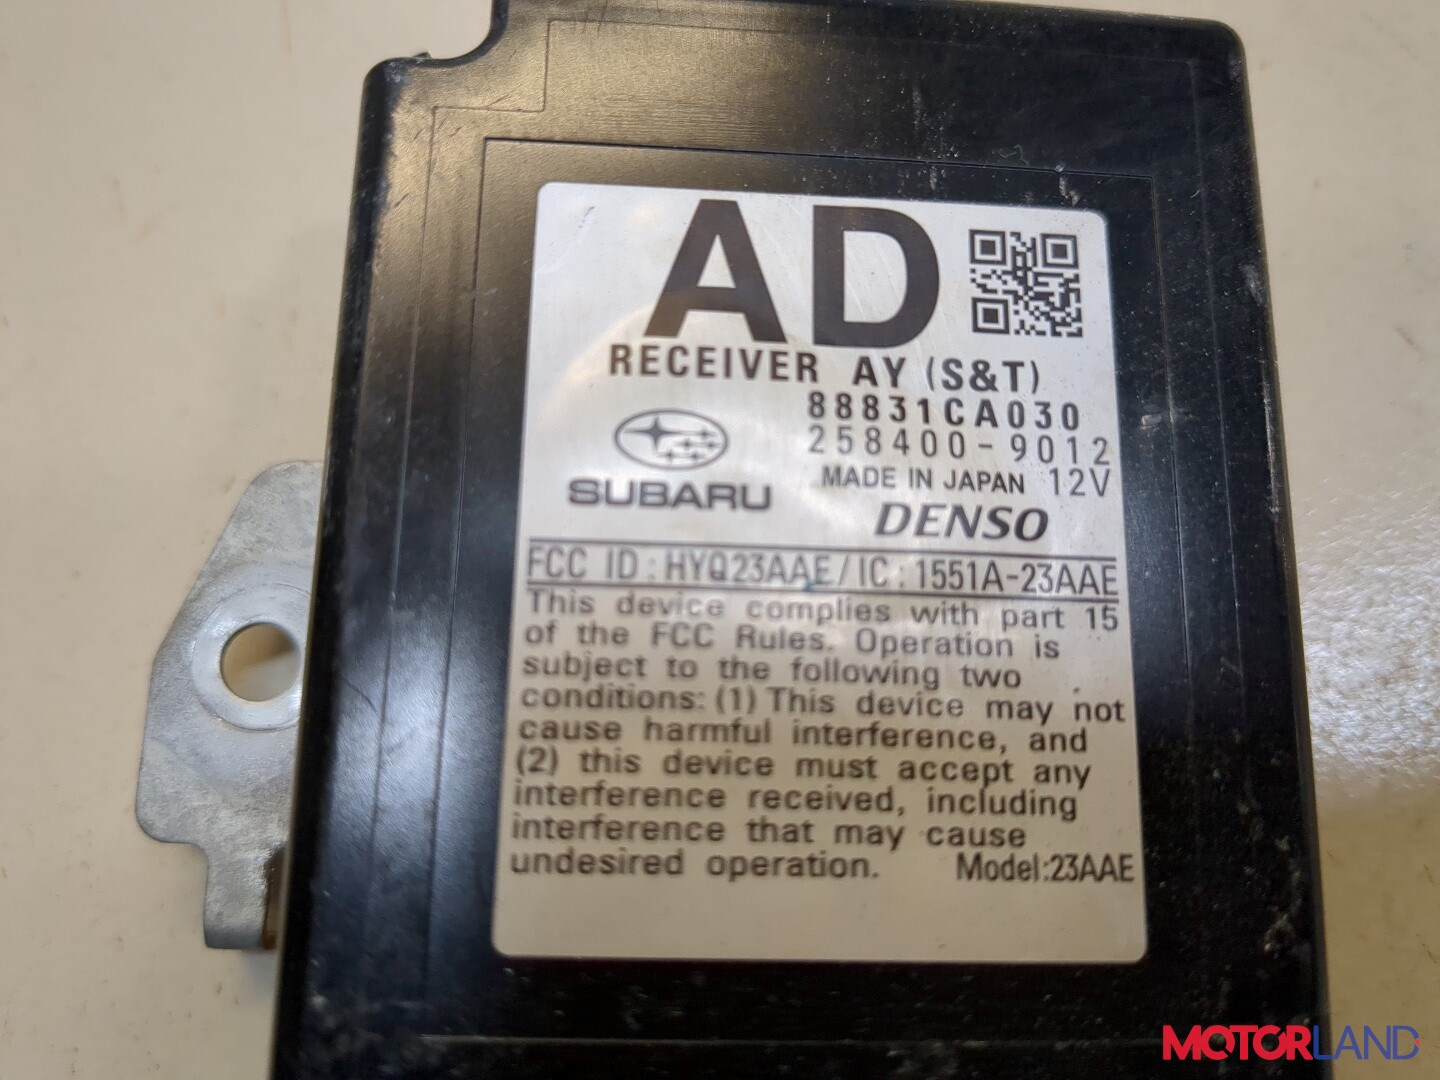 AD
RECEIVER AY (S&T)
88831CA030
258400-9012
MADE IN JAPAN 12V
SUBARU
DENSO
FCC ID : HYQ23AAE / IC : 1551A-23AAE
This device complies with part 15
of the FCC Rules. Operation is
subject to the following two
conditions: (1) This device may not
cause harmful interference, and
(2) this device must accept any
interference received, including
interference that may cause
undesired operation. Model:23AAE
MOTORLAND